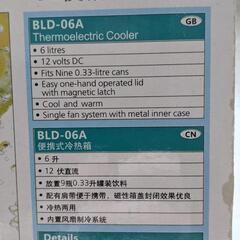 BLD-06A
GB
Thermoelectric Cooler
• 6 litres
• 12 volts DC
• Fits Nine 0.33-litre cans
• Easy one-hand operated lid
with magnetic latch
• Cool and warm
• Single fan system with metal inner case
BLD-06A
CN
便携式冷热箱
• 6 升
• 12 伏直流
• 放置9瓶0.33升罐装饮料
• 配有肩带便于携带，磁性箱盖封闭效果优良
• 冷热两用
• 内置风扇制冷系统
Details